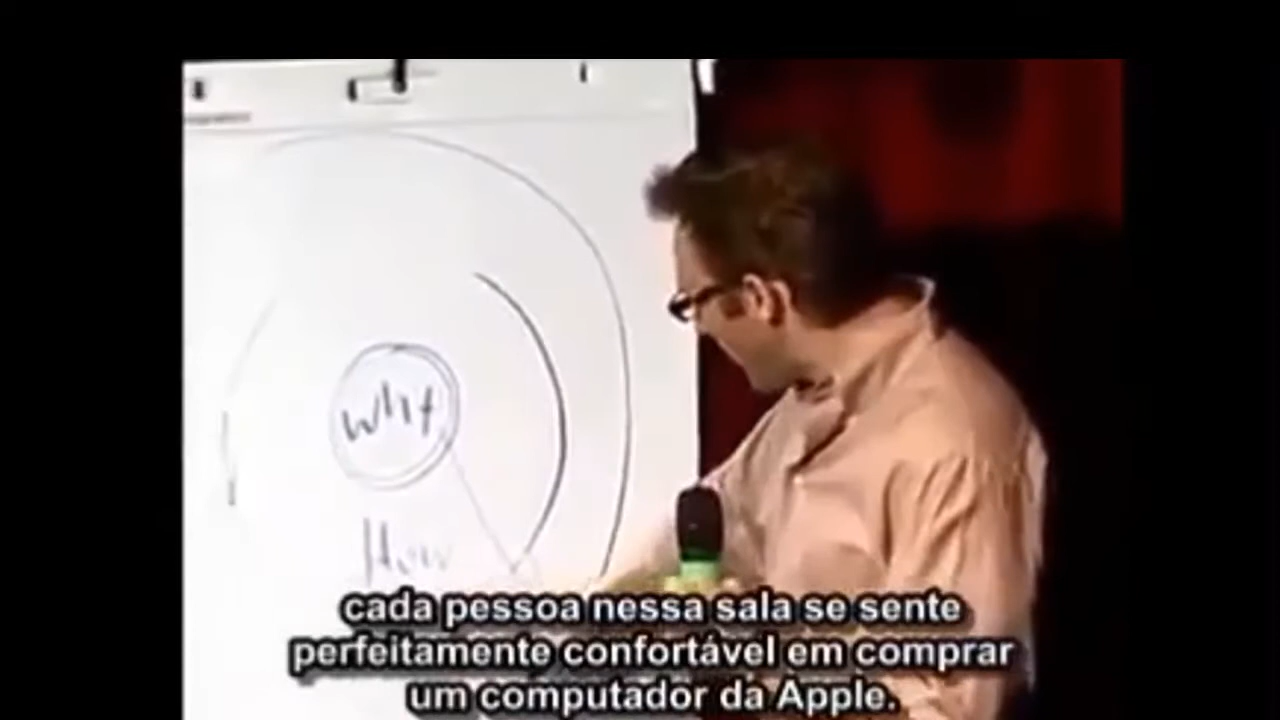 Why
How
cada pessoa nessa sala se sente
perfeitamente confortável em comprar
um computador da Apple.